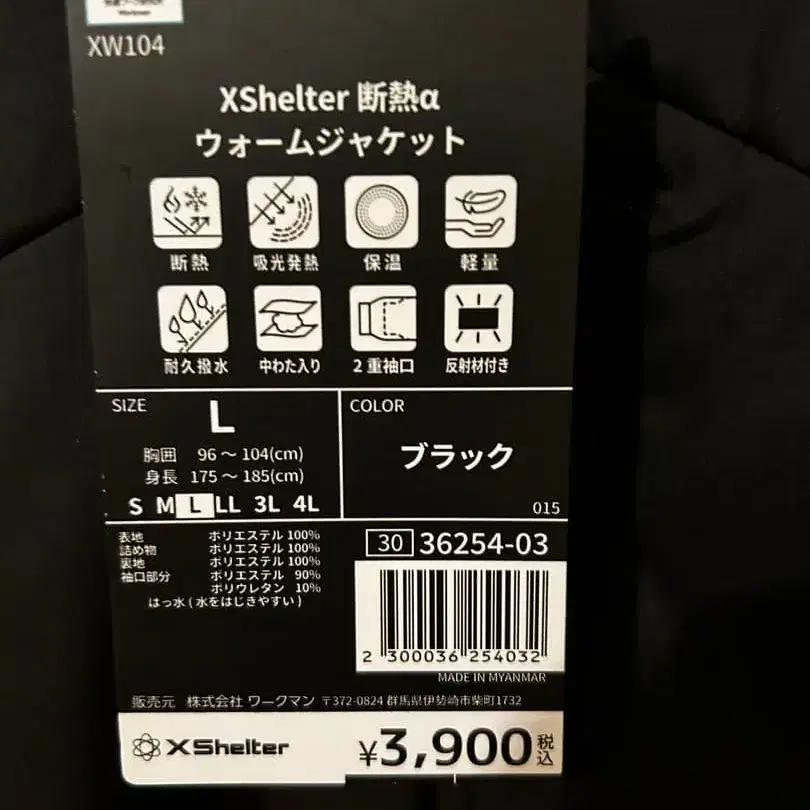 XW104
XShelter 断熱α
ウォームジャケット
断熱 吸光発熱 保温 軽量
耐久撥水 中わた入り 2重袖口 反射材付き
SIZE
L
胸囲 96～104(cm)
身長 175～185(cm)
S M L LL 3L 4L
COLOR
ブラック
015
表地 ポリエステル 100%
詰め物 ポリエステル 100%
裏地 ポリエステル 100%
袖口部分 ポリエステル 90%
ポリウレタン 10%
はっ水(水をはじきやすい)
30 36254-03
2 300036 254032
MADE IN MYANMAR
販売元 株式会社 ワークマン 〒372-0824 群馬県伊勢崎市柴町1732
XShelter ¥3,900 税込